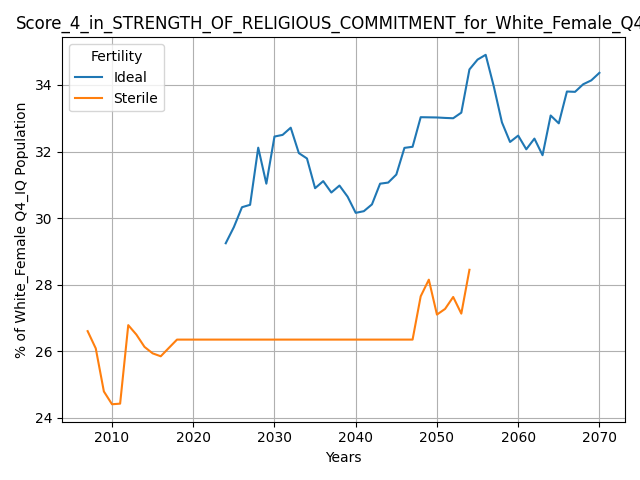 Score_4_in_STRENGTH_OF_RELIGIOUS_COMMITMENT_for_White_Female_Q4
Fertility
Ideal
Sterile
% of White_Female Q4_IQ Population
34
32
30
28
26
24
2010 2020 2030 2040 2050 2060 2070
Years